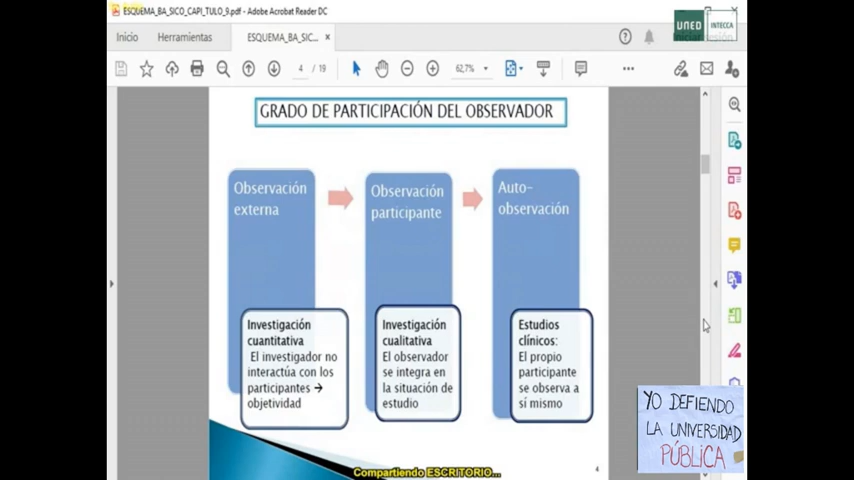 ESQUEMA_BA_SICO_CAPI_TULO_9.pdf - Adobe Acrobat Reader DC
Inicio
Herramientas
ESQUEMA_BA_SIC...
UNED
INTECCA
Iniciar sesión
4 / 19
62,7%
GRADO DE PARTICIPACIÓN DEL OBSERVADOR
Observación
externa
Investigación
cuantitativa
El investigador no
interactúa con los
participantes →
objetividad
Observación
participante
Investigación
cualitativa
El observador
se integra en
la situación de
estudio
Auto-
observación
Estudios
clínicos:
El propio
participante
se observa a
sí mismo
4
YO DEFIENDO
LA UNIVERSIDAD
PÚBLICA
Compartiendo ESCRITORIO...